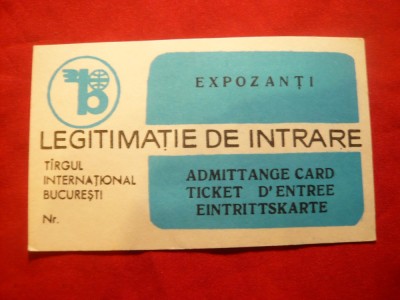 EXPOZANȚI
LEGITIMAȚIE DE INTRARE
TÎRGUL
INTERNAȚIONAL
BUCUREȘTI
Nr.
ADMITTANGE CARD
TICKET D'ENTREE
EINTRITTSKARTE